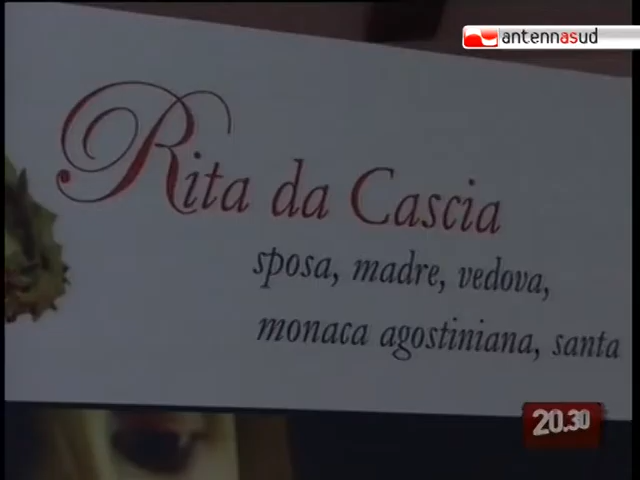 antennasud
Rita da Cascia
sposa, madre, vedova,
monaca agostiniana, santa
20.30